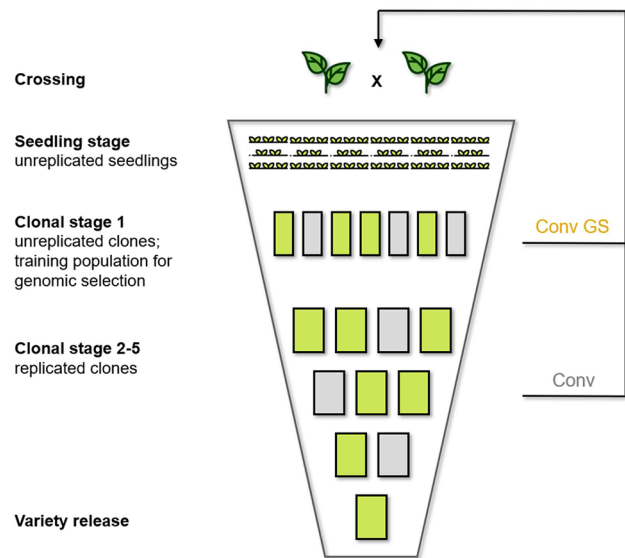 Crossing
X
Seedling stage
unreplicated seedlings
Clonal stage 1
unreplicated clones;
training population for
genomic selection
Conv GS
Clonal stage 2-5
replicated clones
Conv
Variety release